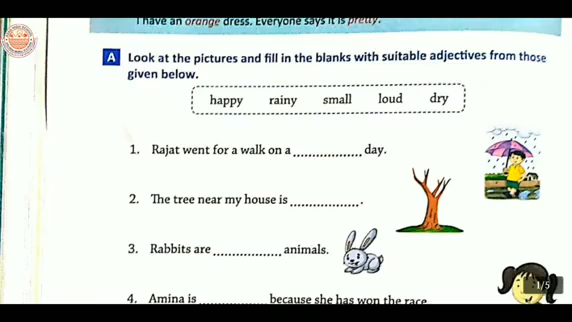 I have an orange dress. Everyone says it is pretty.
A Look at the pictures and fill in the blanks with suitable adjectives from those
given below.
happy rainy small loud dry
1. Rajat went for a walk on a ................. day.
2. The tree near my house is ................. .
3. Rabbits are ................. animals.
4. Amina is ................. because she has won the race
1/5